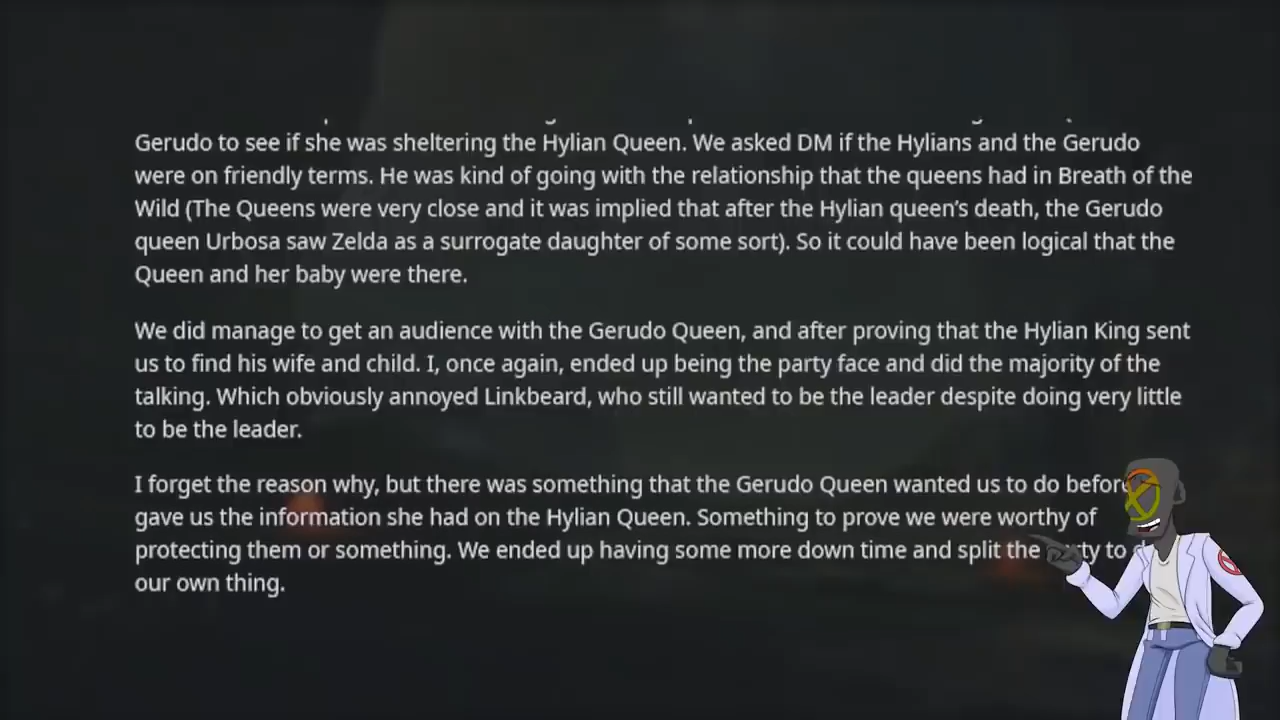 Gerudo to see if she was sheltering the Hylian Queen. We asked DM if the Hylians and the Gerudo
were on friendly terms. He was kind of going with the relationship that the queens had in Breath of the
Wild (The Queens were very close and it was implied that after the Hylian queen's death, the Gerudo
queen Urbosa saw Zelda as a surrogate daughter of some sort). So it could have been logical that the
Queen and her baby were there.
We did manage to get an audience with the Gerudo Queen, and after proving that the Hylian King sent
us to find his wife and child. I, once again, ended up being the party face and did the majority of the
talking. Which obviously annoyed Linkbeard, who still wanted to be the leader despite doing very little
to be the leader.
I forget the reason why, but there was something that the Gerudo Queen wanted us to do before
gave us the information she had on the Hylian Queen. Something to prove we were worthy of
protecting them or something. We ended up having some more down time and split the party to
our own thing.